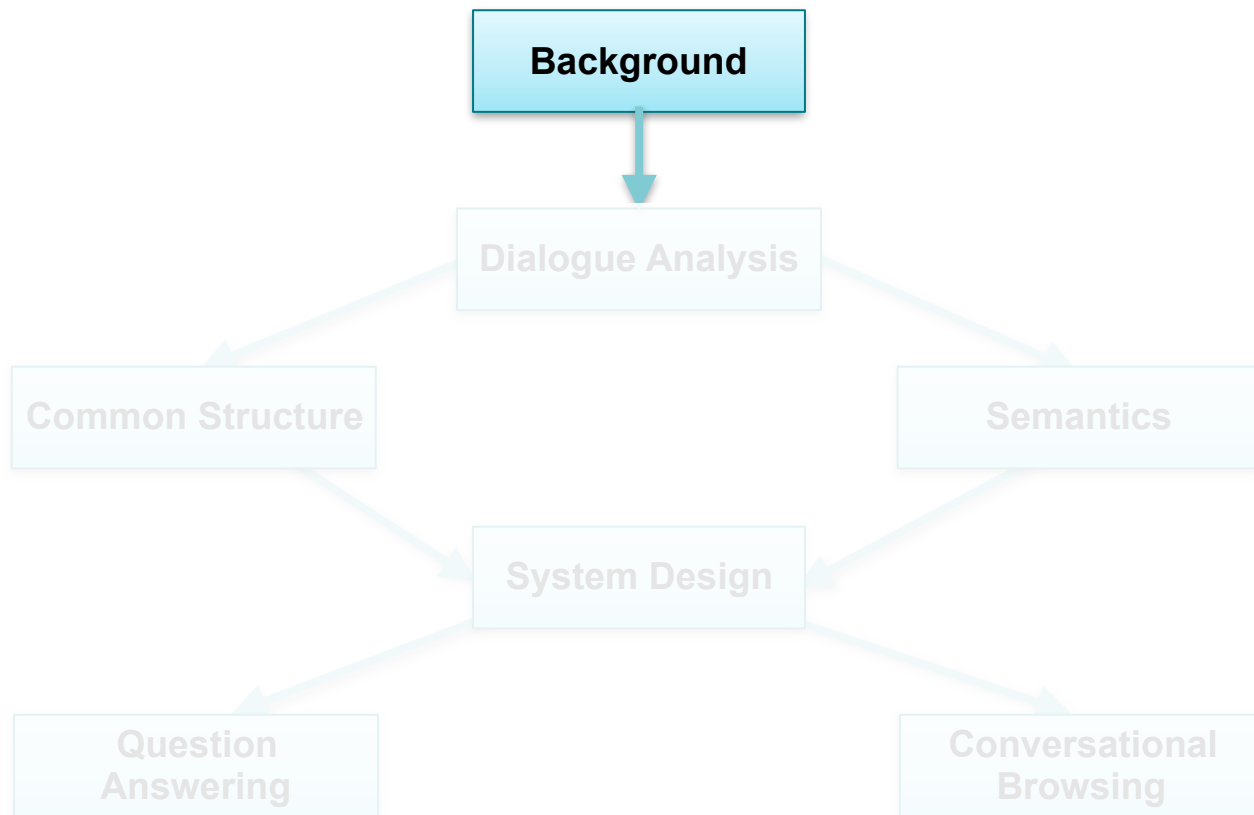 Background
Dialogue Analysis
Common Structure
Semantics
System Design
Question
Answering
Conversational
Browsing